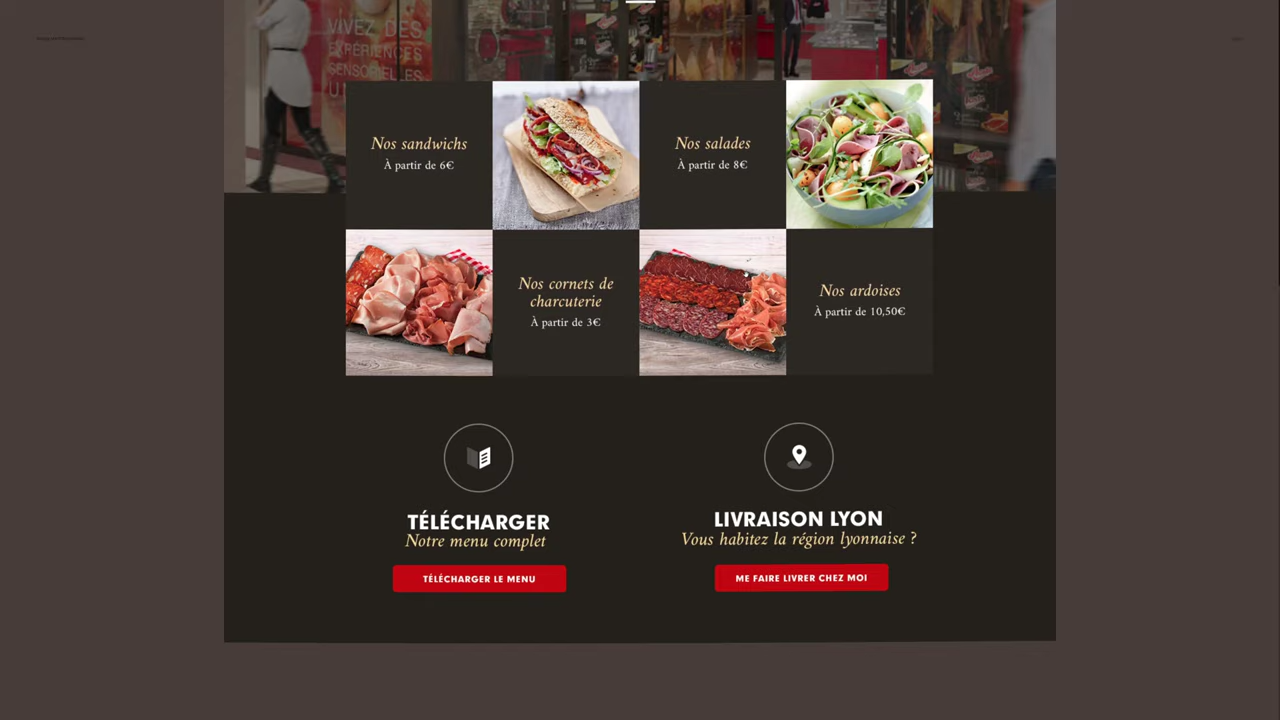 VIVEZ DES
EXPÉRIENCES
SENSORIELLES
Nos sandwichs
À partir de 6€
Nos salades
À partir de 8€
Nos cornets de
charcuterie
À partir de 3€
Nos ardoises
À partir de 10,50€
TÉLÉCHARGER
Notre menu complet
TÉLÉCHARGER LE MENU
LIVRAISON LYON
Vous habitez la région lyonnaise ?
ME FAIRE LIVRER CHEZ MOI